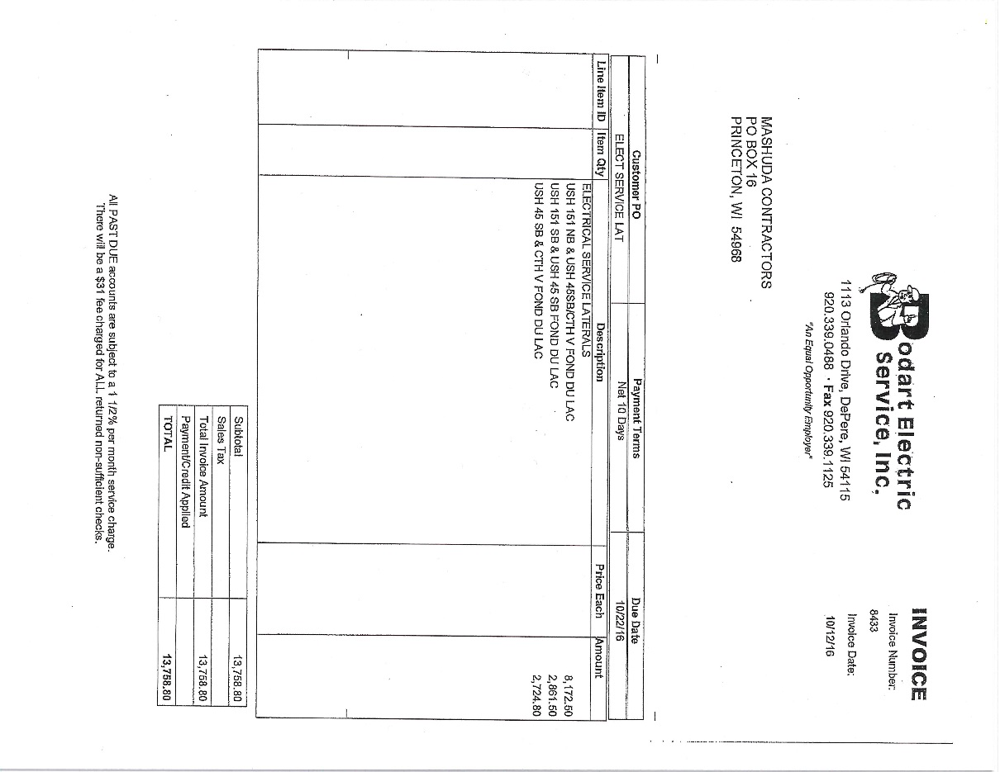 Bodart Electric
Service, Inc.
1113 Orlando Drive, DePere, WI 54115
920.339.0488 · Fax 920.339.1125
"An Equal Opportunity Employer"
INVOICE
Invoice Number:
8433
Invoice Date:
10/12/16
MASHUDA CONTRACTORS
PO BOX 16
PRINCETON, WI 54968
Customer PO Payment Terms Due Date
ELECT SERVICE LAT Net 10 Days 10/22/16
Line Item ID Item Qty Description Price Each Amount
ELECTRICAL SERVICE LATERALS
USH 151 NB & USH 45SB/CTH V FOND DU LAC 8,172.50
USH 151 SB & USH 45 SB FOND DU LAC 2,861.50
USH 45 SB & CTH V FOND DU LAC 2,724.80
Subtotal 13,758.80
Sales Tax
Total Invoice Amount 13,758.80
Payment/Credit Applied
TOTAL 13,758.80
All PAST DUE accounts are subject to a 1 1/2% per month service charge.
There will be a $31 fee charged for ALL returned non-sufficient checks.